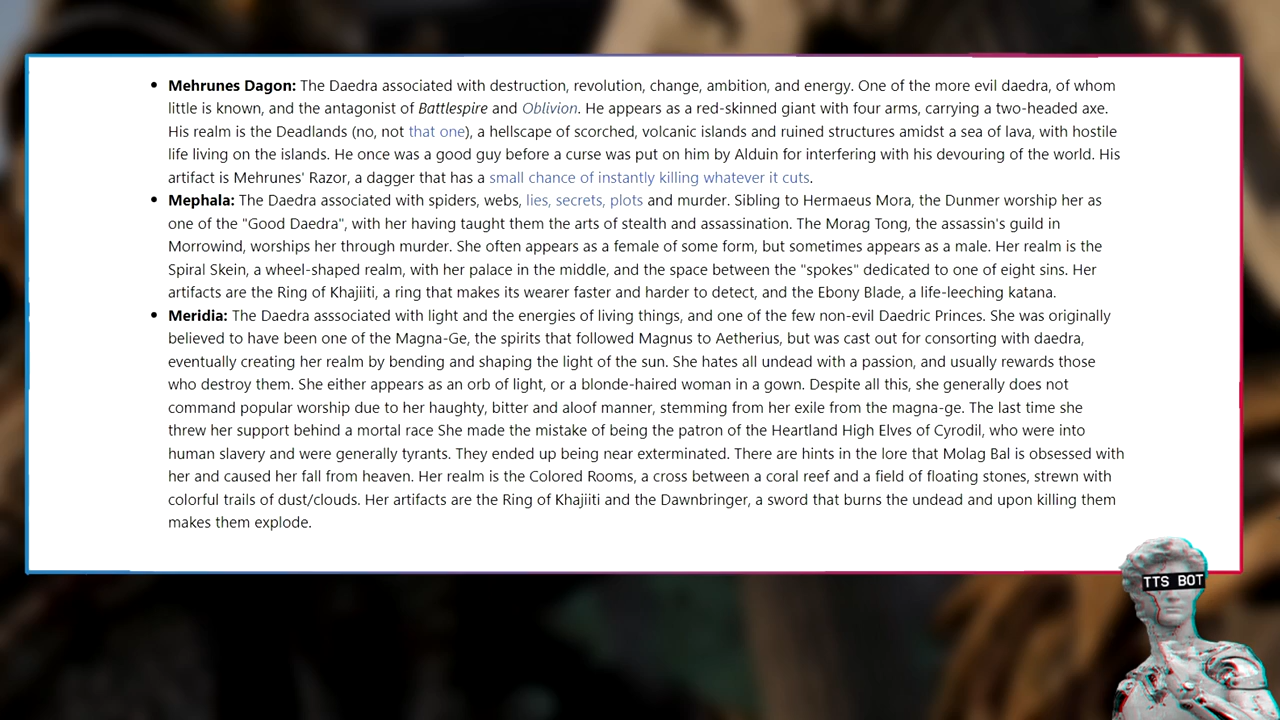 Mehrunes Dagon: The Daedra associated with destruction, revolution, change, ambition, and energy. One of the more evil daedra, of whom
little is known, and the antagonist of Battlespire and Oblivion. He appears as a red-skinned giant with four arms, carrying a two-headed axe.
His realm is the Deadlands (no, not that one), a hellscape of scorched, volcanic islands and ruined structures amidst a sea of lava, with hostile
life living on the islands. He once was a good guy before a curse was put on him by Alduin for interfering with his devouring of the world. His
artifact is Mehrunes' Razor, a dagger that has a small chance of instantly killing whatever it cuts.
Mephala: The Daedra associated with spiders, webs, lies, secrets, plots and murder. Sibling to Hermaeus Mora, the Dunmer worship her as
one of the "Good Daedra", with her having taught them the arts of stealth and assassination. The Morag Tong, the assassin's guild in
Morrowind, worships her through murder. She often appears as a female of some form, but sometimes appears as a male. Her realm is the
Spiral Skein, a wheel-shaped realm, with her palace in the middle, and the space between the "spokes" dedicated to one of eight sins. Her
artifacts are the Ring of Khajiiti, a ring that makes its wearer faster and harder to detect, and the Ebony Blade, a life-leeching katana.
Meridia: The Daedra asssociated with light and the energies of living things, and one of the few non-evil Daedric Princes. She was originally
believed to have been one of the Magna-Ge, the spirits that followed Magnus to Aetherius, but was cast out for consorting with daedra,
eventually creating her realm by bending and shaping the light of the sun. She hates all undead with a passion, and usually rewards those
who destroy them. She either appears as an orb of light, or a blonde-haired woman in a gown. Despite all this, she generally does not
command popular worship due to her haughty, bitter and aloof manner, stemming from her exile from the magna-ge. The last time she
threw her support behind a mortal race She made the mistake of being the patron of the Heartland High Elves of Cyrodil, who were into
human slavery and were generally tyrants. They ended up being near exterminated. There are hints in the lore that Molag Bal is obsessed with
her and caused her fall from heaven. Her realm is the Colored Rooms, a cross between a coral reef and a field of floating stones, strewn with
colorful trails of dust/clouds. Her artifacts are the Ring of Khajiiti and the Dawnbringer, a sword that burns the undead and upon killing them
makes them explode.
TTS BOT